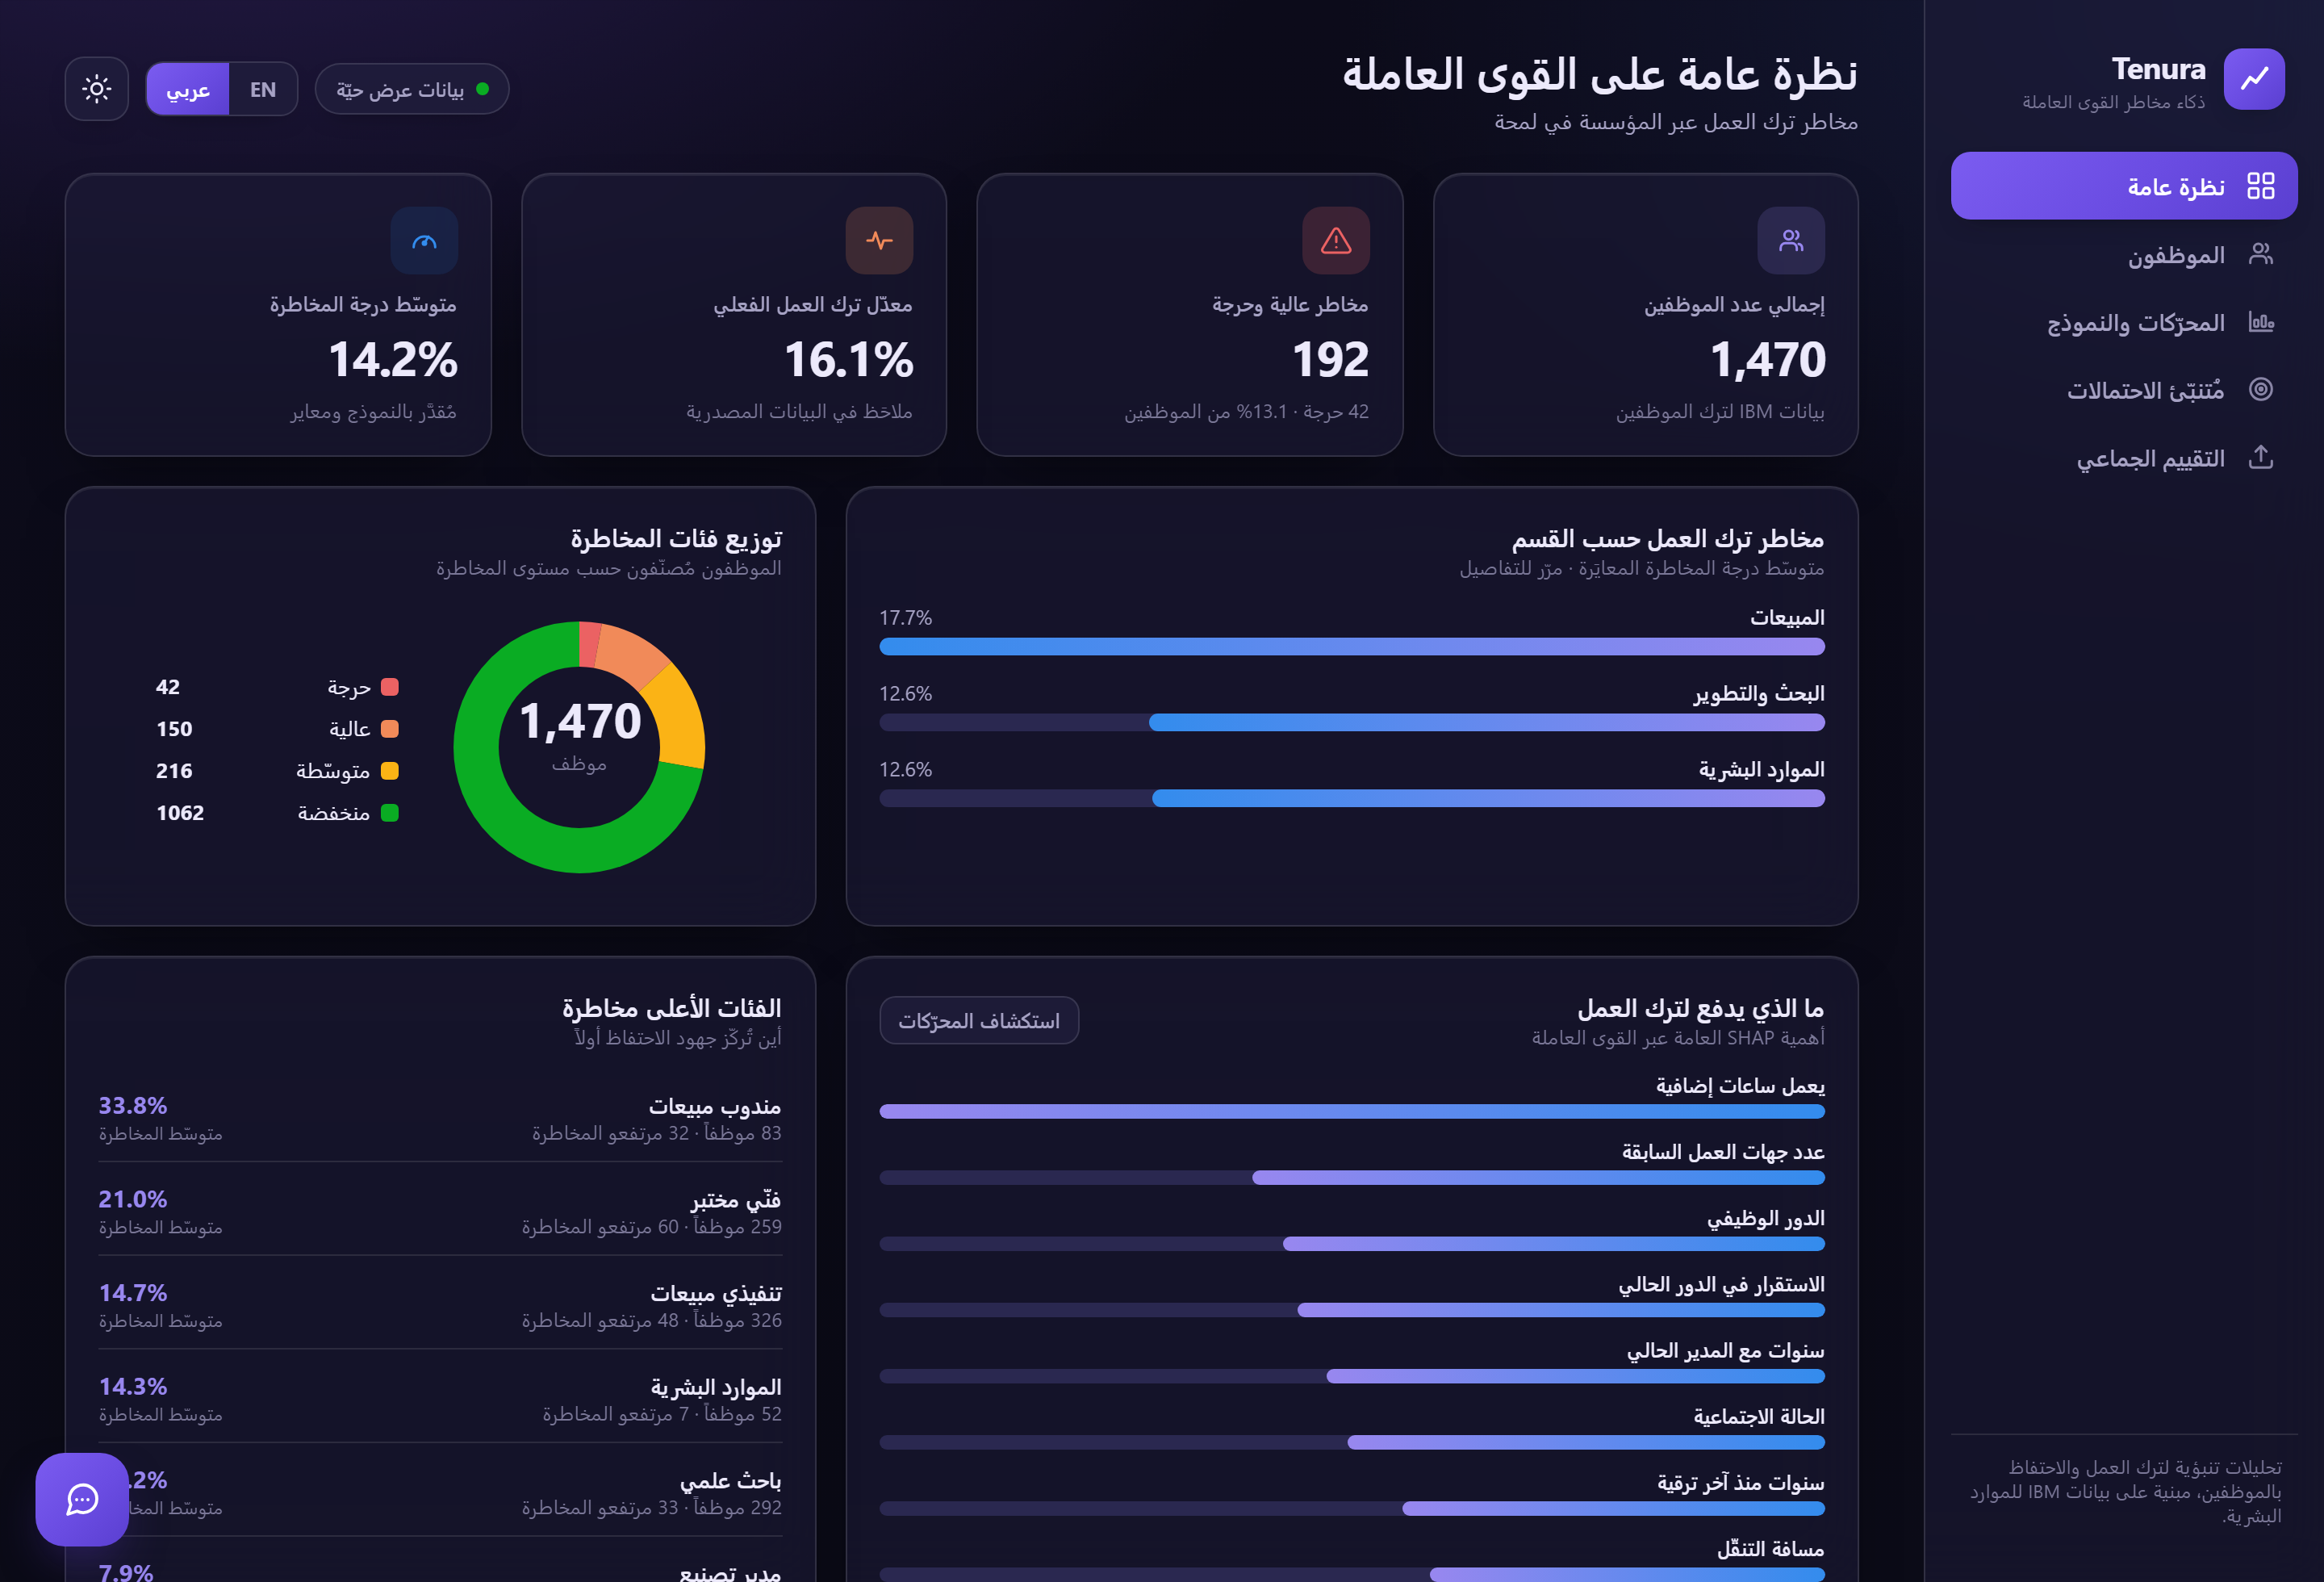 Tenura
ذكاء مخاطر القوى العاملة
نظرة عامة
الموظفون
المحرّكات والنموذج
مُتنبّئ الاحتمالات
التقييم الجماعي
تحليلات تنبؤية لترك العمل والاحتفاظ
بالموظفين، مبنية على بيانات IBM للموارد
البشرية.
نظرة عامة على القوى العاملة
مخاطر ترك العمل عبر المؤسسة في لمحة
بيانات عرض حيّة
EN
عربي
إجمالي عدد الموظفين
1,470
بيانات IBM لترك الموظفين
مخاطر عالية وحرجة
192
42 حرجة · 13.1% من الموظفين
معدّل ترك العمل الفعلي
16.1%
ملاحَظ في البيانات المصدرية
متوسّط درجة المخاطرة
14.2%
مُقدَّر بالنموذج ومعاير
مخاطر ترك العمل حسب القسم
متوسّط درجة المخاطرة المعايَرة · مرّر للتفاصيل
المبيعات 17.7%
البحث والتطوير 12.6%
الموارد البشرية 12.6%
توزيع فئات المخاطرة
الموظفون مُصنّفون حسب مستوى المخاطرة
1,470
موظف
حرجة 42
عالية 150
متوسّطة 216
منخفضة 1062
ما الذي يدفع لترك العمل
أهمية SHAP العامة عبر القوى العاملة
استكشاف المحرّكات
يعمل ساعات إضافية
عدد جهات العمل السابقة
الدور الوظيفي
الاستقرار في الدور الحالي
سنوات مع المدير الحالي
الحالة الاجتماعية
سنوات منذ آخر ترقية
مسافة التنقّل
الفئات الأعلى مخاطرة
أين تُركّز جهود الاحتفاظ أولاً
مندوب مبيعات 33.8%
83 موظفاً · 32 مرتفعو المخاطرة متوسّط المخاطرة
فنّي مختبر 21.0%
259 موظفاً · 60 مرتفعو المخاطرة متوسّط المخاطرة
تنفيذي مبيعات 14.7%
326 موظفاً · 48 مرتفعو المخاطرة متوسّط المخاطرة
الموارد البشرية 14.3%
52 موظفاً · 7 مرتفعو المخاطرة متوسّط المخاطرة
باحث علمي .2%
292 موظفاً · 33 مرتفعو المخاطرة متوسّط
مدير تصنيع 7.9%